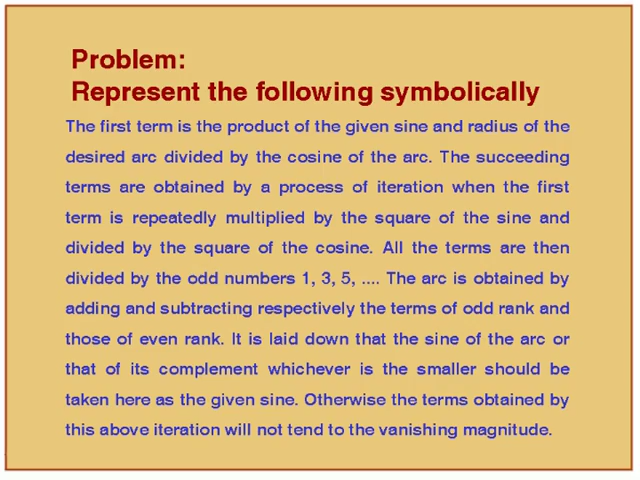 Problem:
Represent the following symbolically
The first term is the product of the given sine and radius of the
desired arc divided by the cosine of the arc. The succeeding
terms are obtained by a process of iteration when the first
term is repeatedly multiplied by the square of the sine and
divided by the square of the cosine. All the terms are then
divided by the odd numbers 1, 3, 5, .... The arc is obtained by
adding and subtracting respectively the terms of odd rank and
those of even rank. It is laid down that the sine of the arc or
that of its complement whichever is the smaller should be
taken here as the given sine. Otherwise the terms obtained by
this above iteration will not tend to the vanishing magnitude.